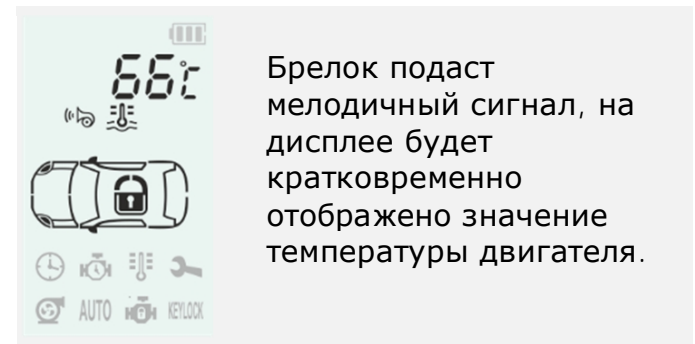 66°c
Брелок подаст
мелодичный сигнал, на
дисплее будет
кратковременно
отображено значение
температуры двигателя.
AUTO
KEYLOCK